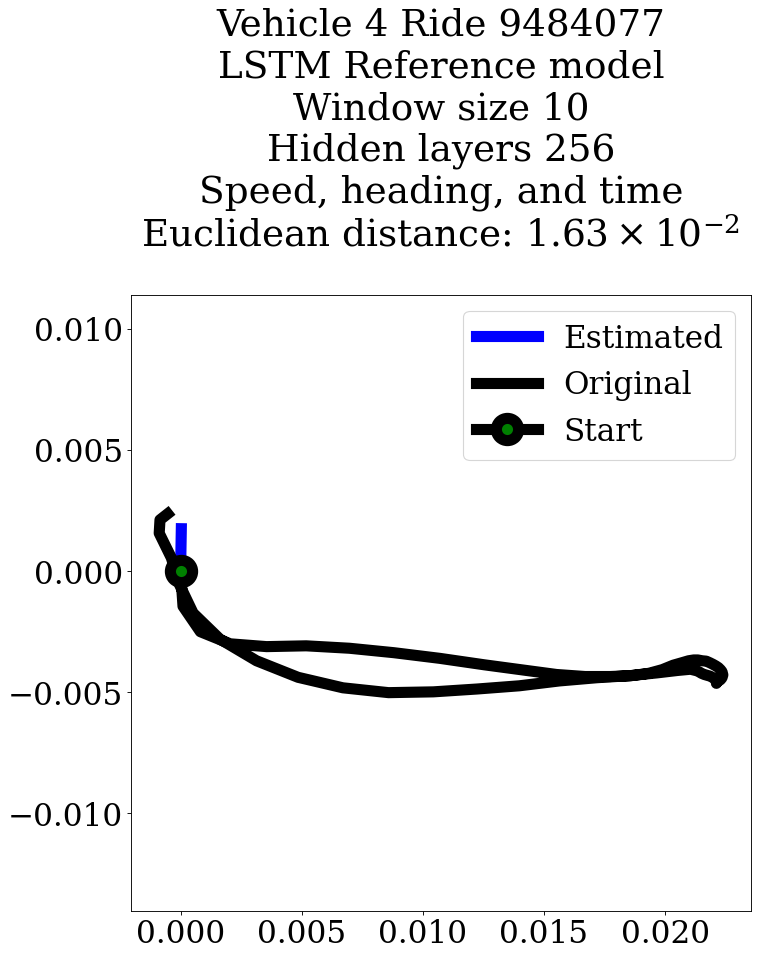 Vehicle 4 Ride 9484077
LSTM Reference model
Window size 10
Hidden layers 256
Speed, heading, and time
Euclidean distance: 1.63 × 10⁻²
Estimated
Original
Start
0.010
0.005
0.000
−0.005
−0.010
0.000 0.005 0.010 0.015 0.020